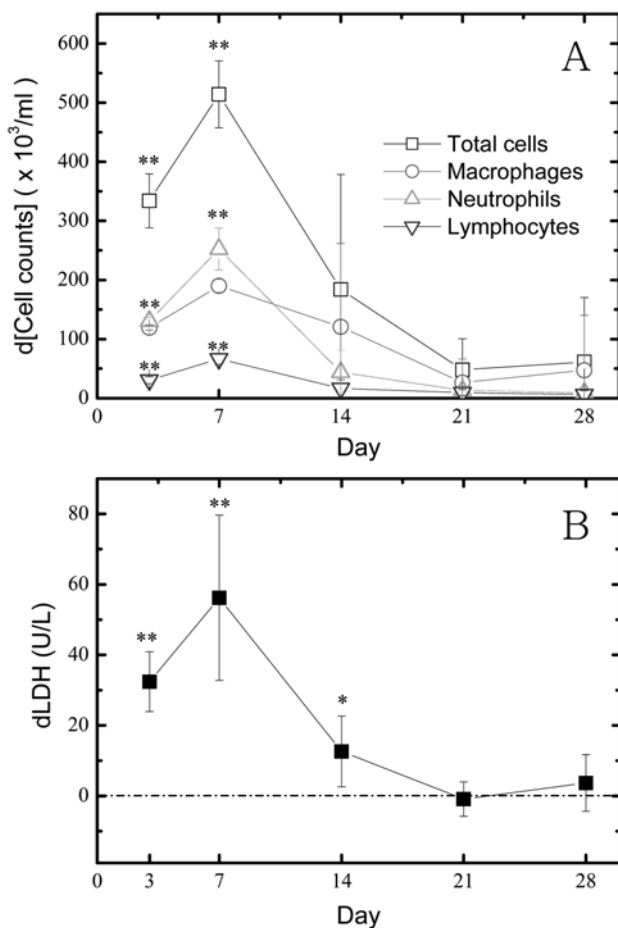 A
d[Cell counts] ( x 10³/ml )
600
500
400
300
200
100
0
**
**
**
**
**
**
Total cells
Macrophages
Neutrophils
Lymphocytes
0 7 14 21 28
Day
B
dLDH (U/L)
80
60
40
20
0
**
**
*
0 3 7 14 21 28
Day